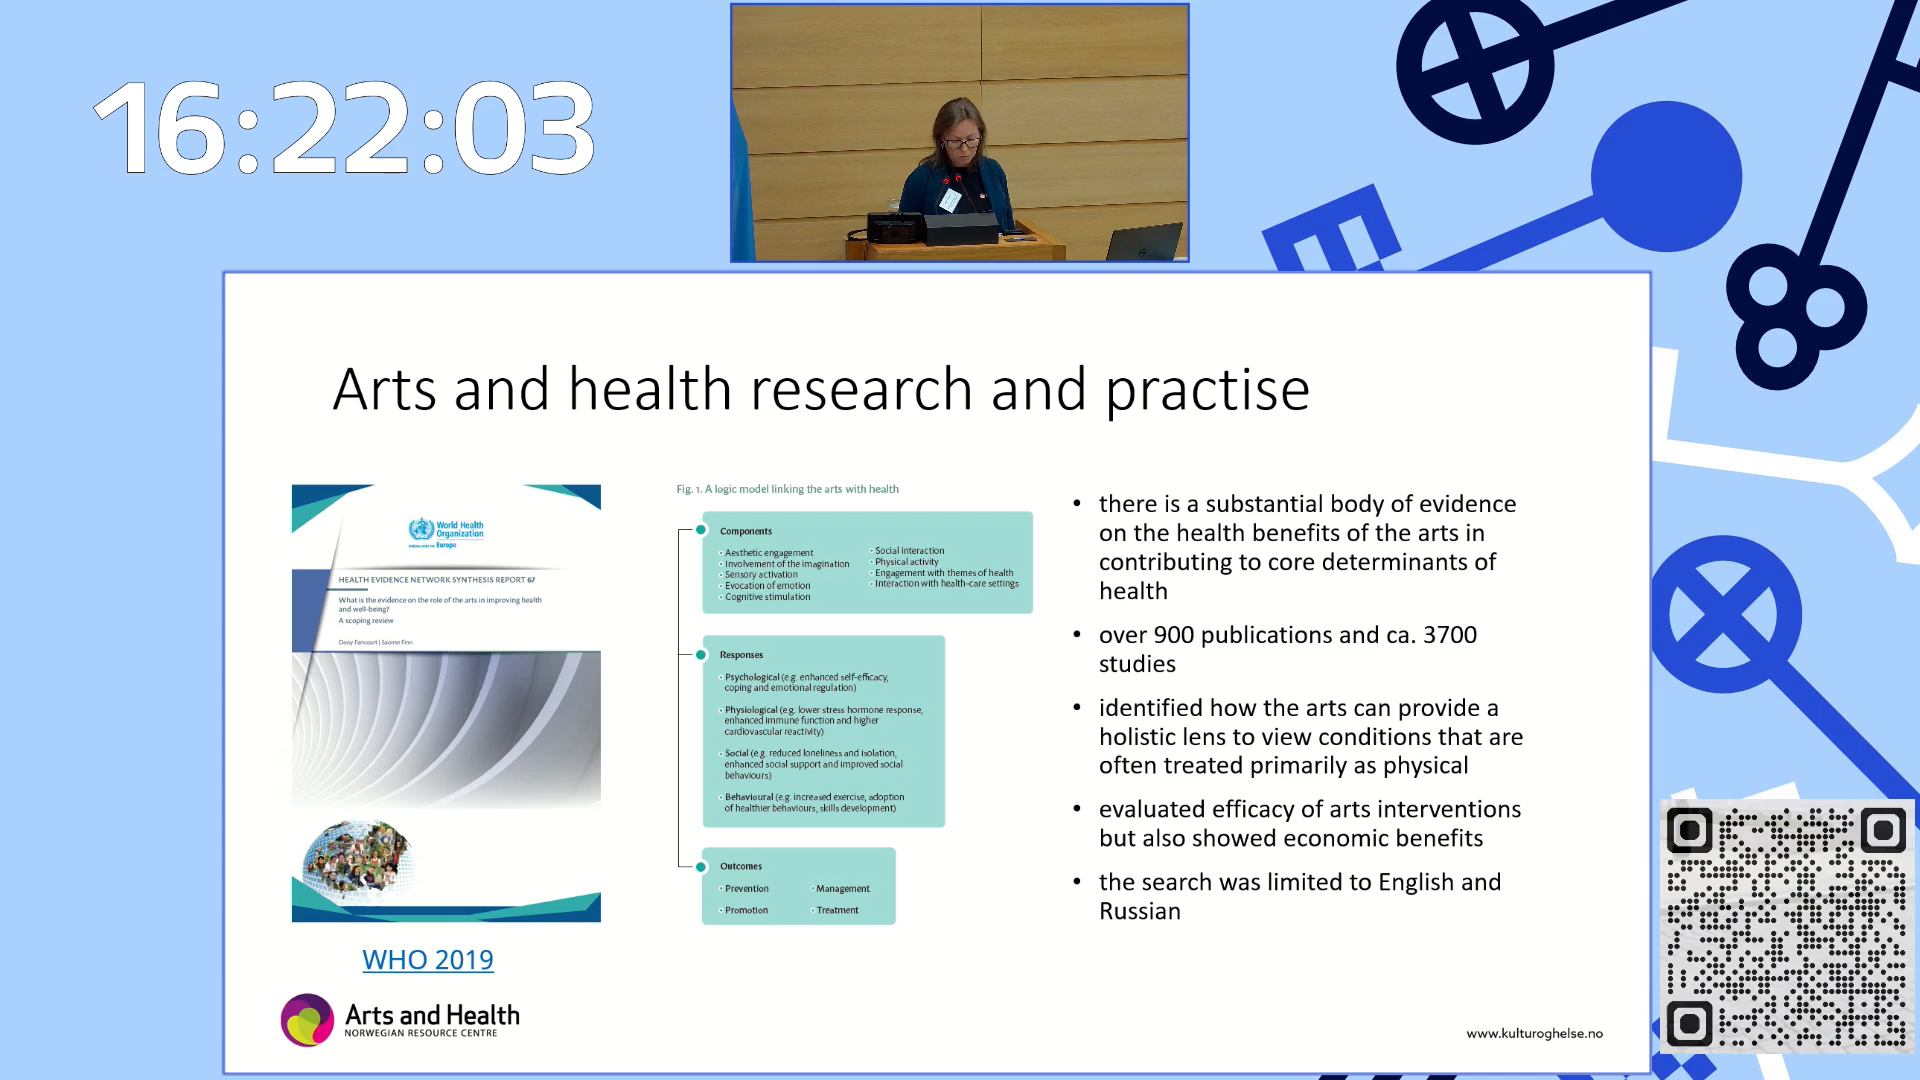 16:22:03
Arts and health research and practise
World Health
Organization
Europe
HEALTH EVIDENCE NETWORK SYNTHESIS REPORT 67
What is the evidence on the role of the arts in improving health
and well-being?
A scoping review
Daisy Fancourt | Saoirse Finn
WHO 2019
Fig. 1. A logic model linking the arts with health
Components
· Aesthetic engagement
· Involvement of the imagination
· Sensory activation
· Evocation of emotion
· Cognitive stimulation
· Social interaction
· Physical activity
· Engagement with themes of health
· Interaction with health-care settings
Responses
· Psychological (e.g. enhanced self-efficacy,
coping and emotional regulation)
· Physiological (e.g. lower stress hormone response,
enhanced immune function and higher
cardiovascular reactivity)
· Social (e.g. reduced loneliness and isolation,
enhanced social support and improved social
behaviours)
· Behavioural (e.g. increased exercise, adoption
of healthier behaviours, skills development)
Outcomes
· Prevention
· Management
· Promotion
· Treatment
• there is a substantial body of evidence
on the health benefits of the arts in
contributing to core determinants of
health
• over 900 publications and ca. 3700
studies
• identified how the arts can provide a
holistic lens to view conditions that are
often treated primarily as physical
• evaluated efficacy of arts interventions
but also showed economic benefits
• the search was limited to English and
Russian
Arts and Health
NORWEGIAN RESOURCE CENTRE
www.kulturoghelse.no